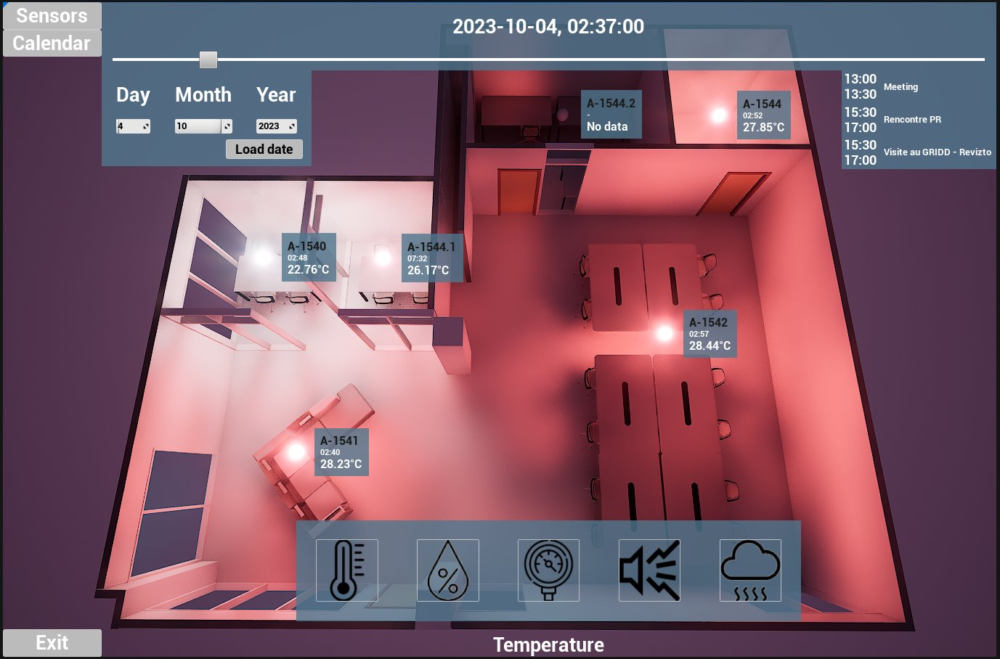 Sensors
Calendar
2023-10-04, 02:37:00
Day Month Year
4 10 2023
Load date
13:00
13:30
Meeting
15:30
17:00
Rencontre PR
15:30
17:00
Visite au GRIDD - Revizto
A-1544.2
-
No data
A-1544
02:52
27.85°C
A-1540
02:48
22.76°C
A-1544.1
07:32
26.17°C
A-1542
02:57
28.44°C
A-1541
02:40
28.23°C
%
Exit
Temperature